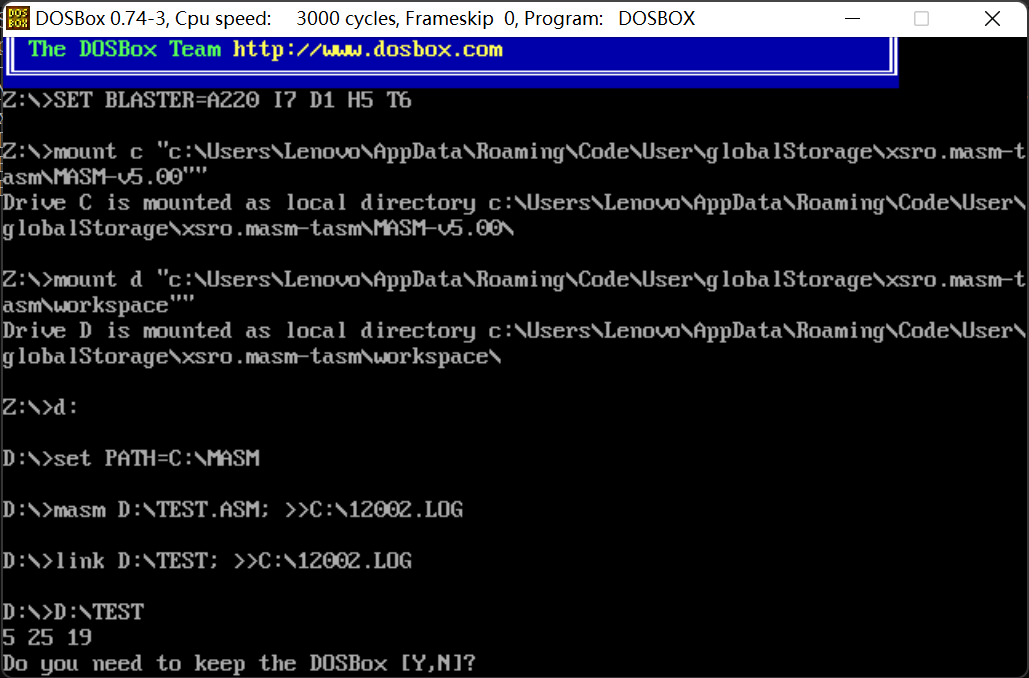 DOSBox 0.74-3, Cpu speed:    3000 cycles, Frameskip  0, Program:   DOSBOX
The DOSBox Team http://www.dosbox.com
Z:\>SET BLASTER=A220 I7 D1 H5 T6
Z:\>mount c "c:\Users\Lenovo\AppData\Roaming\Code\User\globalStorage\xsro.masm-t
asm\MASM-v5.00""
Drive C is mounted as local directory c:\Users\Lenovo\AppData\Roaming\Code\User\
globalStorage\xsro.masm-tasm\MASM-v5.00\
Z:\>mount d "c:\Users\Lenovo\AppData\Roaming\Code\User\globalStorage\xsro.masm-t
asm\workspace""
Drive D is mounted as local directory c:\Users\Lenovo\AppData\Roaming\Code\User\
globalStorage\xsro.masm-tasm\workspace\
Z:\>d:
D:\>set PATH=C:\MASM
D:\>masm D:\TEST.ASM; >>C:\12002.LOG
D:\>link D:\TEST; >>C:\12002.LOG
D:\>D:\TEST
5 25 19
Do you need to keep the DOSBox [Y,N]?